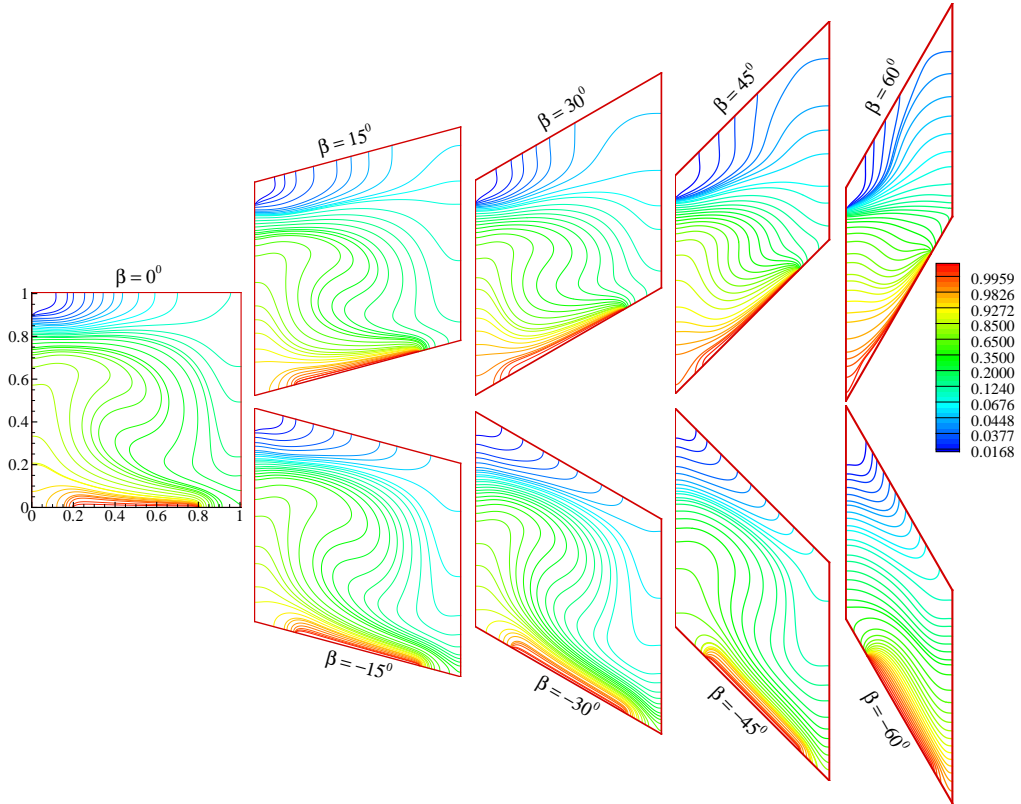 β = 60⁰
β = 45⁰
β = 30⁰
β = 15⁰
β = 0⁰
1
0.8
0.6
0.4
0.2
0
0 0.2 0.4 0.6 0.8 1
0.9959
0.9826
0.9272
0.8500
0.6500
0.3500
0.2000
0.1240
0.0676
0.0448
0.0377
0.0168
β = −15⁰
β = −30⁰
β = −45⁰
β = −60⁰